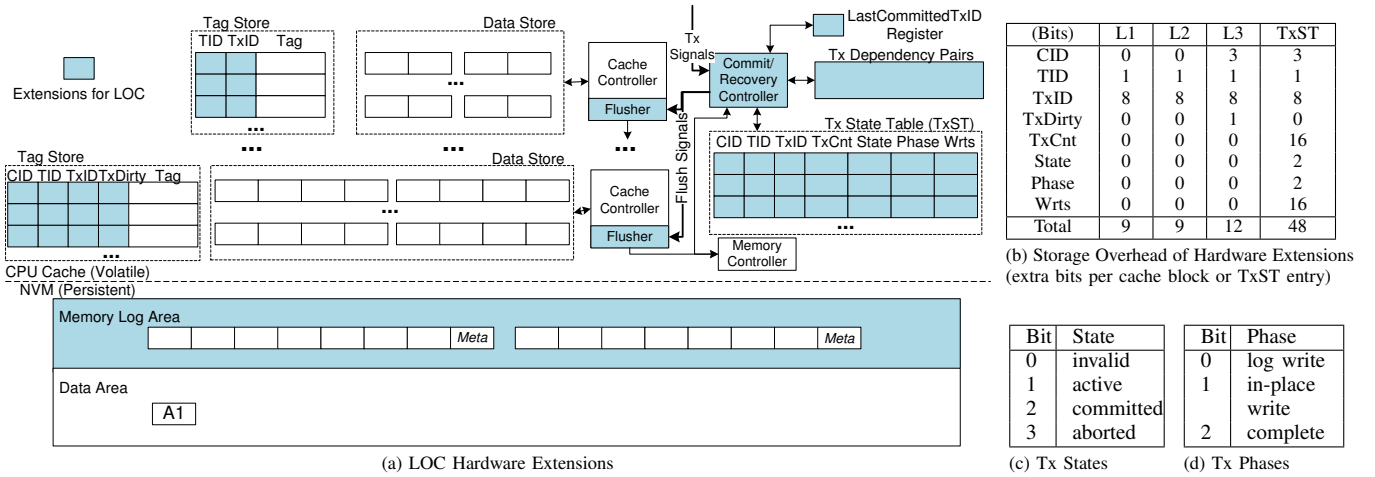 Extensions for LOC
Tag Store
TID TxID Tag
...
Data Store
...
...
Cache
Controller
Flusher
...
Tx
Signals
Flush Signals
Commit/
Recovery
Controller
LastCommittedTxID
Register
Tx Dependency Pairs
Tx State Table (TxST)
CID TID TxID TxCnt State Phase Wrts
...
Tag Store
CID TID TxID TxDirty Tag
...
Data Store
...
Cache
Controller
Flusher
Memory
Controller
CPU Cache (Volatile)
NVM (Persistent)
Memory Log Area
Meta
Meta
Data Area
A1
(a) LOC Hardware Extensions
(Bits) L1 L2 L3 TxST
CID 0 0 3 3
TID 1 1 1 1
TxID 8 8 8 8
TxDirty 0 0 1 0
TxCnt 0 0 0 16
State 0 0 0 2
Phase 0 0 0 2
Wrts 0 0 0 16
Total 9 9 12 48
(b) Storage Overhead of Hardware Extensions
(extra bits per cache block or TxST entry)
Bit State
0 invalid
1 active
2 committed
3 aborted
(c) Tx States
Bit Phase
0 log write
1 in-place
write
2 complete
(d) Tx Phases